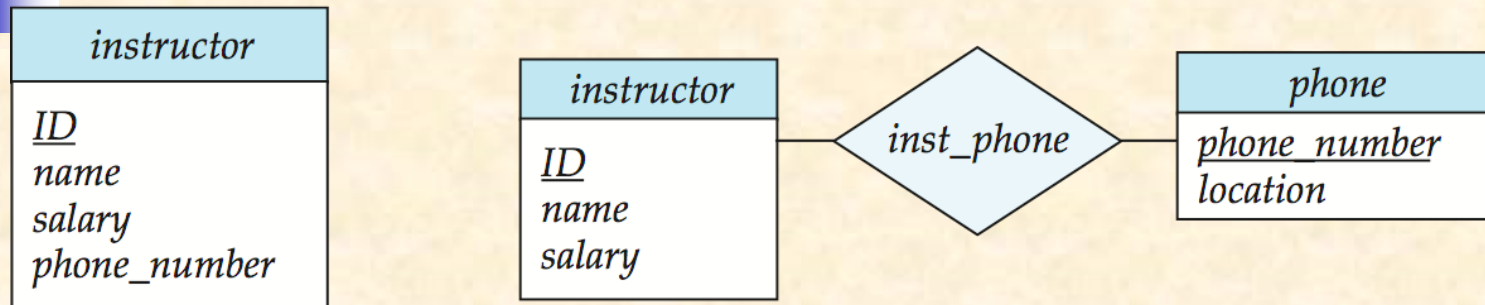 instructor
ID
name
salary
phone_number
instructor
ID
name
salary
inst_phone
phone
phone_number
location